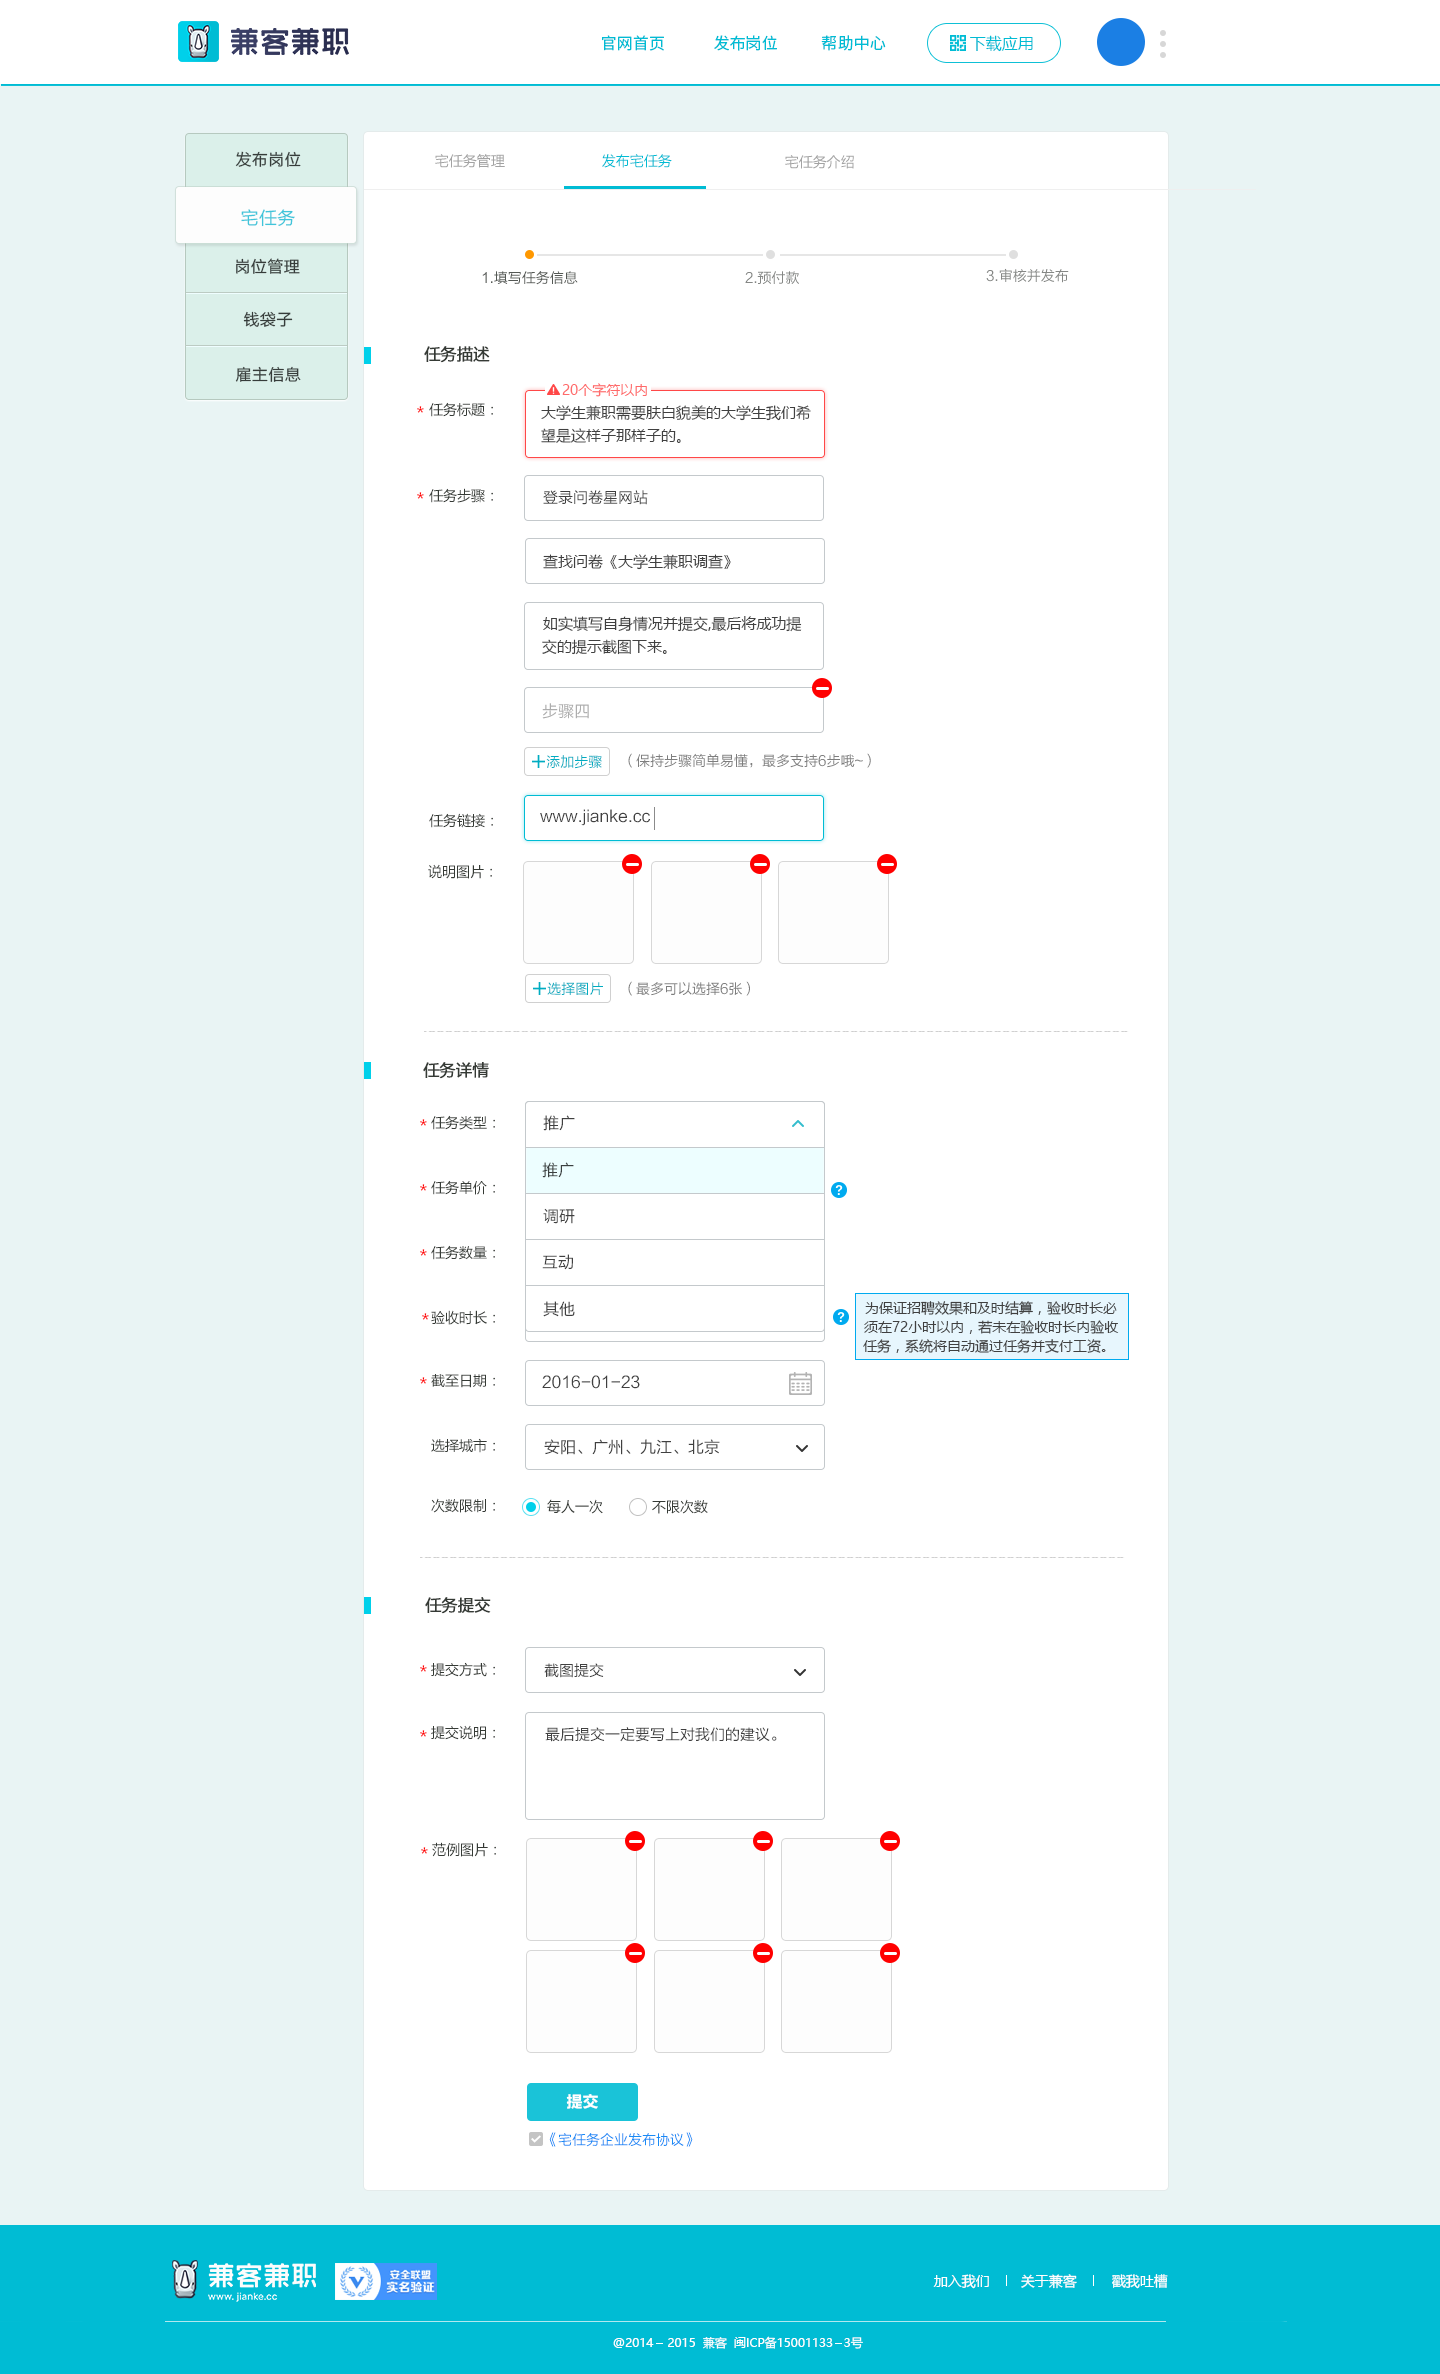 兼客兼职
官网首页
发布岗位
帮助中心
下载应用
发布岗位
宅任务
岗位管理
钱袋子
雇主信息
宅任务管理
发布宅任务
宅任务介绍
1.填写任务信息
2.预付款
3.审核并发布
任务描述
20个字符以内
* 任务标题：
大学生兼职需要肤白貌美的大学生我们希
望是这样子那样子的。
* 任务步骤：
登录问卷星网站
查找问卷《大学生兼职调查》
如实填写自身情况并提交,最后将成功提
交的提示截图下来。
步骤四
添加步骤
（保持步骤简单易懂，最多支持6步哦~）
任务链接：
www.jianke.cc
说明图片：
选择图片
（最多可以选择6张）
任务详情
* 任务类型：
推广
推广
* 任务单价：
?
调研
* 任务数量：
互动
* 验收时长：
其他
?
为保证招聘效果和及时结算，验收时长必
须在72小时以内，若未在验收时长内验收
任务，系统将自动通过任务并支付工资。
* 截至日期：
2016-01-23
选择城市：
安阳、广州、九江、北京
次数限制：
每人一次
不限次数
任务提交
* 提交方式：
截图提交
* 提交说明：
最后提交一定要写上对我们的建议。
* 范例图片：
提交
《宅任务企业发布协议》
兼客兼职
www.jianke.cc
安全联盟
实名验证
加入我们
关于兼客
戳我吐槽
@2014－2015 兼客 闽ICP备15001133－3号